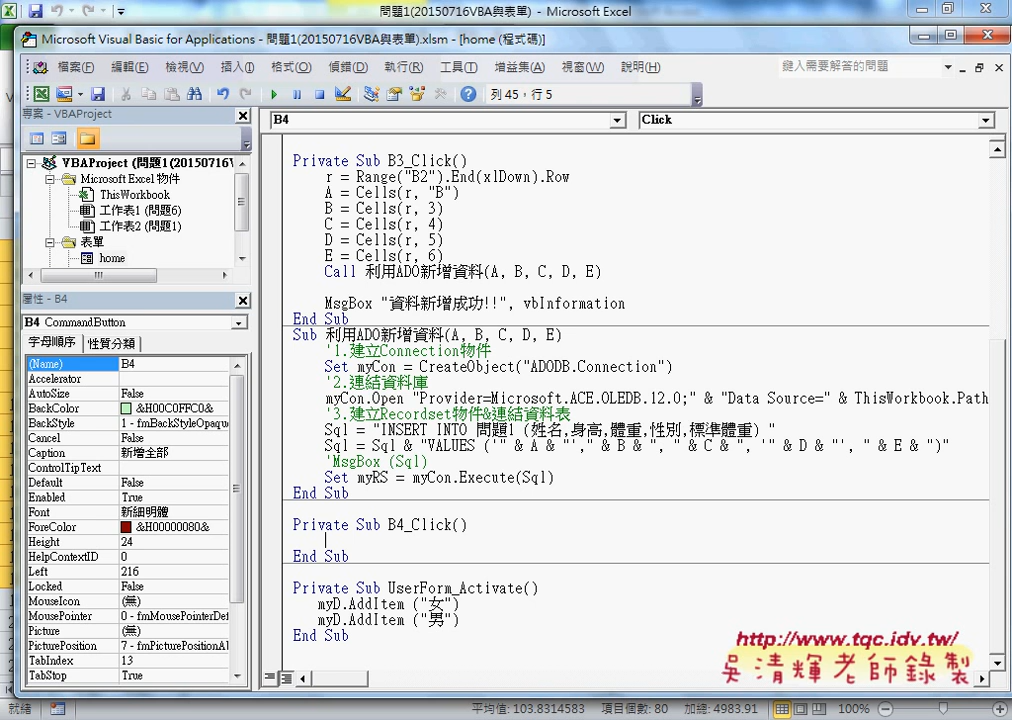 問題1(20150716VBA與表單) - Microsoft Excel
Microsoft Visual Basic for Applications - 問題1(20150716VBA與表單).xlsm - [home (程式碼)]
檔案(F) 編輯(E) 檢視(V) 插入(I) 格式(O) 偵錯(D) 執行(R) 工具(T) 增益集(A) 視窗(W) 說明(H) 鍵入需要解答的問題
列 45，行 5
專案 - VBAProject
B4 Click
VBAProject (問題1(20150716V
Microsoft Excel 物件
ThisWorkbook
工作表1 (問題6)
工作表2 (問題1)
表單
home
屬性 - B4
B4 CommandButton
字母順序 性質分類
(Name) B4
Accelerator
AutoSize False
BackColor &H00C0FFC0&
BackStyle 1 - fmBackStyleOpaqu
Cancel False
Caption 新增全部
ControlTipText
Default False
Enabled True
Font 新細明體
ForeColor &H00000080&
Height 24
HelpContextID 0
Left 216
Locked False
MouseIcon (無)
MousePointer 0 - fmMousePointerDef
Picture (無)
PicturePosition 7 - fmPicturePositionAl
TabIndex 13
TabStop True
Private Sub B3_Click()
r = Range("B2").End(xlDown).Row
A = Cells(r, "B")
B = Cells(r, 3)
C = Cells(r, 4)
D = Cells(r, 5)
E = Cells(r, 6)
Call 利用ADO新增資料(A, B, C, D, E)
MsgBox "資料新增成功!!", vbInformation
End Sub
Sub 利用ADO新增資料(A, B, C, D, E)
'1.建立Connection物件
Set myCon = CreateObject("ADODB.Connection")
'2.連結資料庫
myCon.Open "Provider=Microsoft.ACE.OLEDB.12.0;" & "Data Source=" & ThisWorkbook.Path
'3.建立Recordset物件&連結資料表
Sql = "INSERT INTO 問題1 (姓名,身高,體重,性別,標準體重) "
Sql = Sql & "VALUES ('" & A & "'," & B & ", " & C & ", '" & D & "', " & E & ")"
'MsgBox (Sql)
Set myRS = myCon.Execute(Sql)
End Sub
Private Sub B4_Click()
End Sub
Private Sub UserForm_Activate()
myD.AddItem ("女")
myD.AddItem ("男")
End Sub
http://www.tqc.idv.tw/
吳清輝老師錄製
就緒 平均值: 103.8314583 項目個數: 80 加總: 4983.91 100%